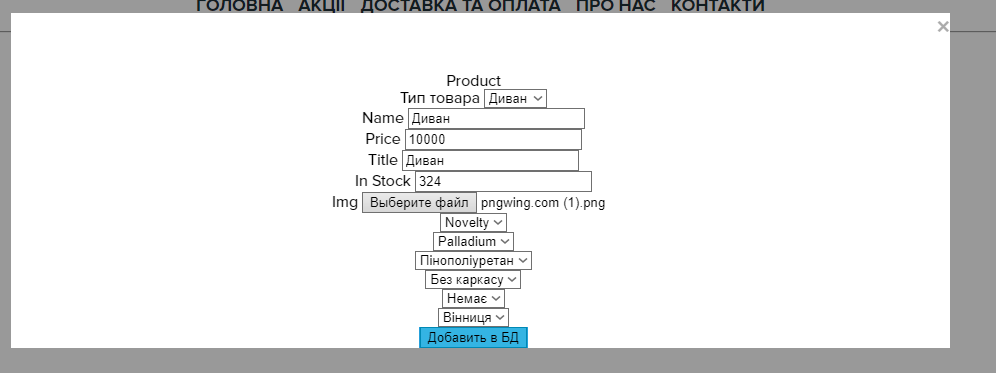 ГОЛОВНА АКЦІЇ ДОСТАВКА ТА ОПЛАТА ПРО НАС КОНТАКТИ
×
Product
Тип товара Диван
Name Диван
Price 10000
Title Диван
In Stock 324
Img Выберите файл pngwing.com (1).png
Novelty
Palladium
Пінополіуретан
Без каркасу
Немає
Вінниця
Добавить в БД